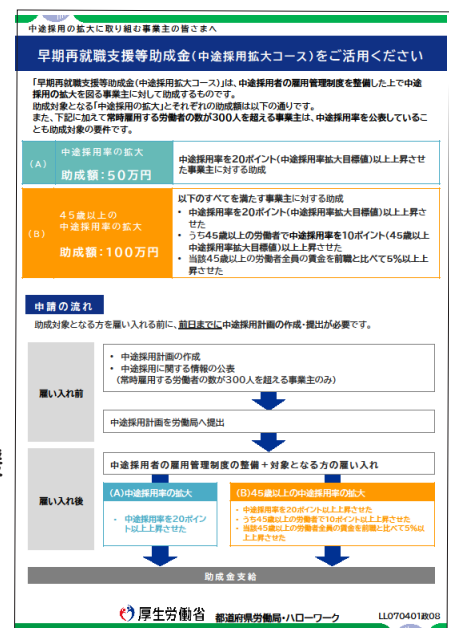 中途採用の拡大に取り組む事業主の皆さまへ
早期再就職支援等助成金(中途採用拡大コース)をご活用ください
「早期再就職支援等助成金(中途採用拡大コース)」は、中途採用者の雇用管理制度を整備した上で中途
採用の拡大を図る事業主に対して助成するものです。
助成対象となる「中途採用の拡大」とそれぞれの助成額は以下の通りです。
また、下記に加えて常時雇用する労働者の数が300人を超える事業主は、中途採用率を公表しているこ
とも助成対象の要件です。
(A)
中途採用率の拡大
助成額:50万円
中途採用率を20ポイント(中途採用率拡大目標値)以上上昇させ
た事業主に対する助成
(B)
45歳以上の
中途採用率の拡大
助成額:100万円
以下のすべてを満たす事業主に対する助成
・ 中途採用率を20ポイント(中途採用率拡大目標値)以上上昇さ
せた
・ うち45歳以上の労働者で中途採用率を10ポイント(45歳以上
中途採用率拡大目標値)以上上昇させた
・ 当該45歳以上の労働者全員の賃金を前職と比べて5%以上上
昇させた
申請の流れ
助成対象となる方を雇い入れる前に、前日までに中途採用計画の作成・提出が必要です。
雇い入れ前
・ 中途採用計画の作成
・ 中途採用に関する情報の公表
(常時雇用する労働者の数が300人を超える事業主のみ)
中途採用計画を労働局へ提出
雇い入れ後
中途採用者の雇用管理制度の整備+対象となる方の雇い入れ
(A)中途採用率の拡大
・ 中途採用率を20ポイン
ト以上上昇させた
(B)45歳以上の中途採用率の拡大
・ 中途採用率を20ポイント以上上昇させた
・ うち45歳以上の労働者で10ポイント以上上昇させた
・ 当該45歳以上の労働者全員の賃金を前職と比べて5%以
上上昇させた
助成金支給
厚生労働省 都道府県労働局・ハローワーク LL070401政08